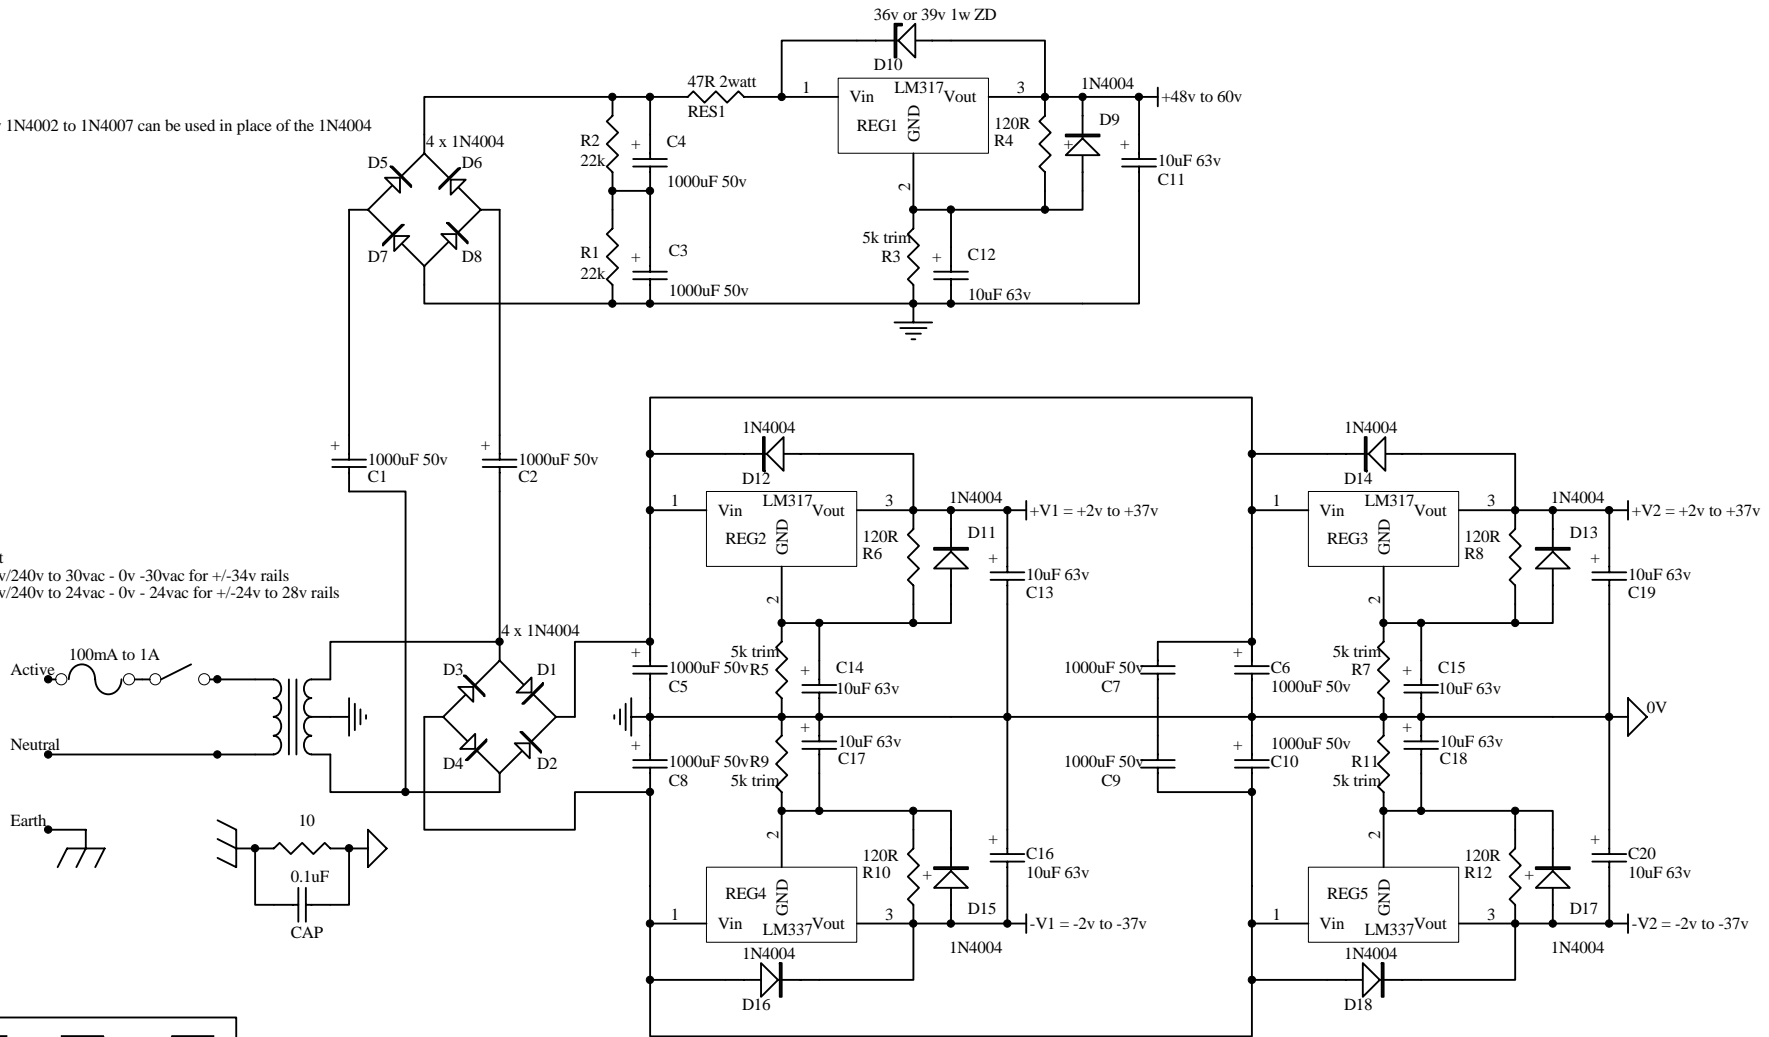 36v or 39v 1w ZD
D10
47R 2watt
RES1
1
Vin
LM317
Vout
3
REG1
GND
2
1N4004
+48v to 60v
D9
120R
R4
+
+
10uF 63v
C11
1N4002 to 1N4007 can be used in place of the 1N4004
4 x 1N4004
D5
D6
D7
D8
R2
22k
+
C4
1000uF 50v
R1
22k
+
C3
1000uF 50v
5k trim
R3
+
C12
10uF 63v
+
1000uF 50v
C1
+
1000uF 50v
C2
1N4004
D12
1
Vin
LM317
Vout
3
REG2
GND
2
1N4004
+V1 = +2v to +37v
120R
R6
D11
+
10uF 63v
C13
1N4004
D14
1
Vin
LM317
Vout
3
REG3
GND
2
1N4004
+V2 = +2v to +37v
120R
R8
D13
+
10uF 63v
C19
v/240v to 30vac - 0v -30vac for +/-34v rails
v/240v to 24vac - 0v - 24vac for +/-24v to 28v rails
4 x 1N4004
Active
100mA to 1A
Neutral
Earth
D3
D1
D4
D2
10
0.1uF
CAP
+
1000uF 50v
C5
5k trim
R5
+
C14
10uF 63v
1000uF 50v
C7
+
C6
1000uF 50v
5k trim
R7
+
C15
10uF 63v
0V
+
1000uF 50v
C8
R9
5k trim
+
10uF 63v
C17
1000uF 50v
C9
+
1000uF 50v
C10
R11
5k trim
+
10uF 63v
C18
2
REG4
GND
1
Vin
LM337
Vout
3
120R
R10
+
D15
+
C16
10uF 63v
-V1 = -2v to -37v
1N4004
1N4004
D16
2
REG5
GND
1
Vin
LM337
Vout
3
120R
R12
+
D17
+
C20
10uF 63v
-V2 = -2v to -37v
1N4004
1N4004
D18